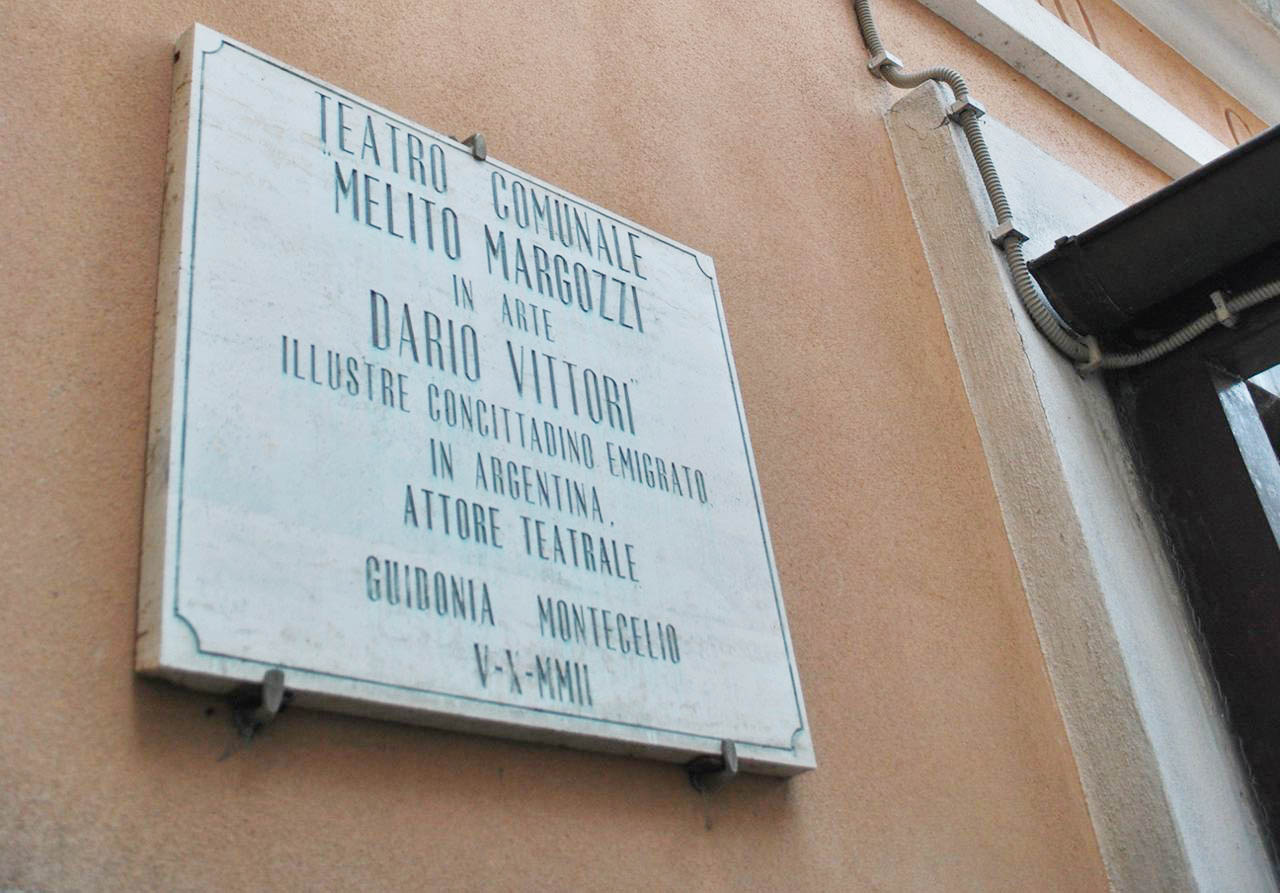 TEATRO COMUNALE
"MELITO MARGOZZI
IN ARTE
DARIO VITTORI"
ILLUSTRE CONCITTADINO EMIGRATO
IN ARGENTINA,
ATTORE TEATRALE
GUIDONIA MONTECELIO
V-X-MMII